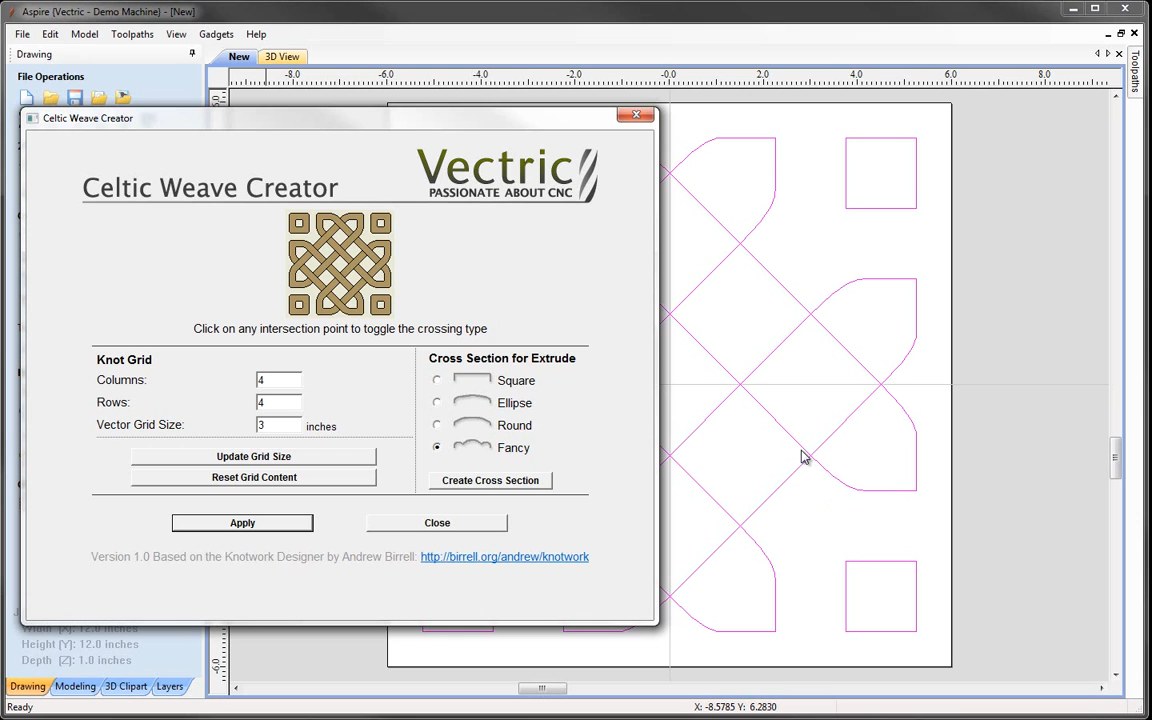 Aspire {Vectric - Demo Machine} - [New]
File Edit Model Toolpaths View Gadgets Help
Drawing
New 3D View
Toolpaths
File Operations
-8.0 -6.0 -4.0 -2.0 -0.0 2.0 4.0 6.0 8.0
Celtic Weave Creator
Celtic Weave Creator
Vectric
PASSIONATE ABOUT CNC
Click on any intersection point to toggle the crossing type
Knot Grid
Columns: 4
Rows: 4
Vector Grid Size: 3 inches
Update Grid Size
Reset Grid Content
Cross Section for Extrude
Square
Ellipse
Round
Fancy
Create Cross Section
Apply Close
Version 1.0 Based on the Knotwork Designer by Andrew Birrell: http://birrell.org/andrew/knotwork
Width (X): 12.0 inches
Height (Y): 12.0 inches
Depth (Z): 1.0 inches
-6.0
Drawing Modeling 3D Clipart Layers
Ready
X: -8.5785 Y: 6.2830